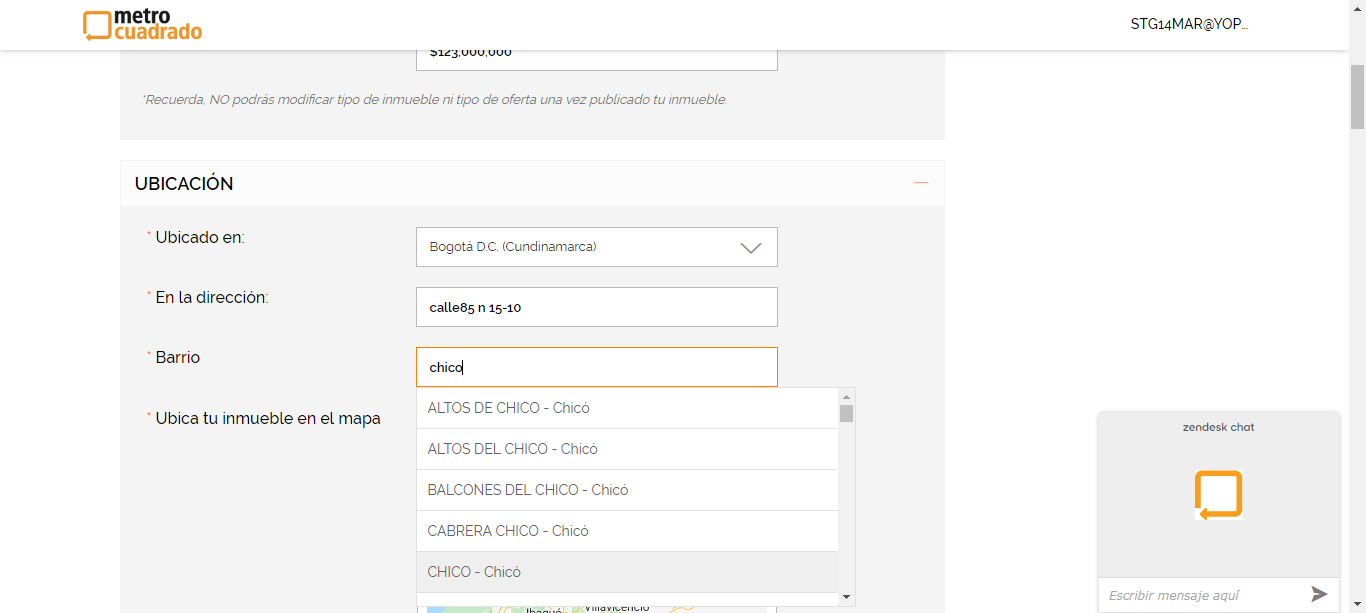 metro
cuadrado
STG14MAR@YOP...
$123,000,000
*Recuerda, NO podrás modificar tipo de inmueble ni tipo de oferta una vez publicado tu inmueble.
UBICACIÓN
* Ubicado en:
Bogotá D.C. (Cundinamarca)
* En la dirección:
calle85 n 15-10
* Barrio
chico
* Ubica tu inmueble en el mapa
ALTOS DE CHICO - Chicó
ALTOS DEL CHICO - Chicó
BALCONES DEL CHICO - Chicó
CABRERA CHICO - Chicó
CHICO - Chicó
Ibagué
Villavicencio
zendesk chat
Escribir mensaje aquí